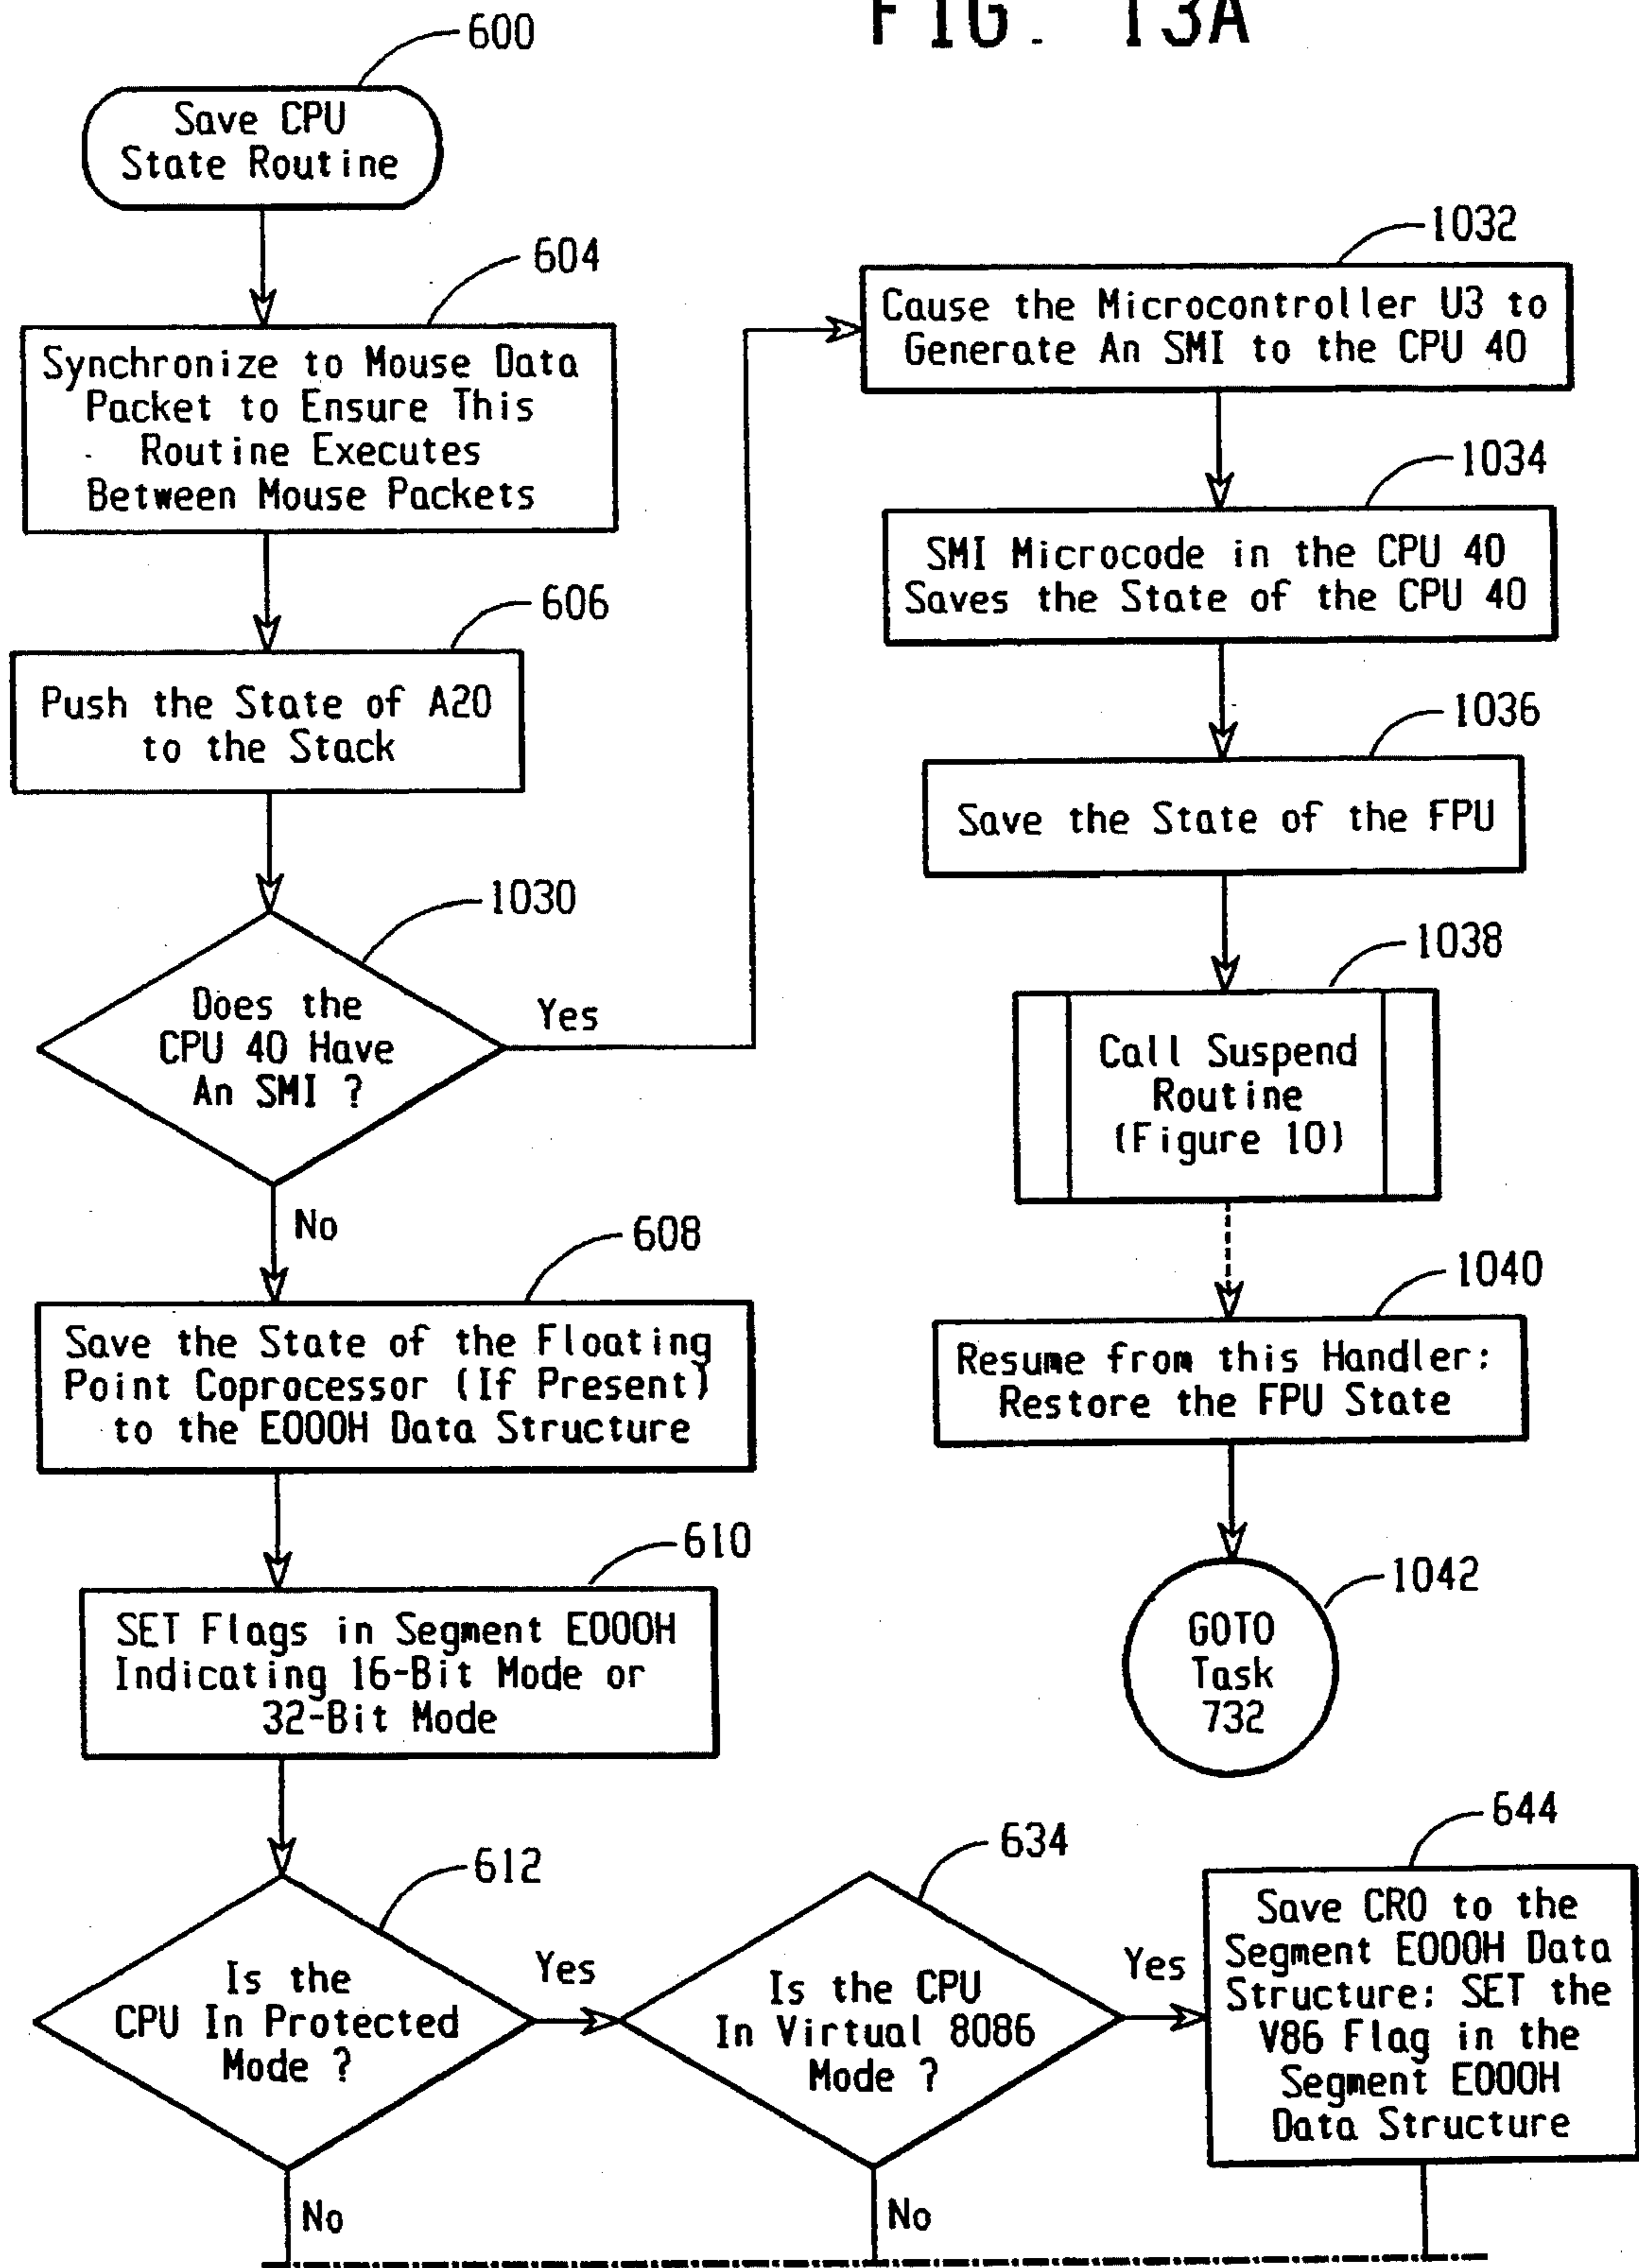 FIG. 13A
600
Save CPU
State Routine
604
Synchronize to Mouse Data
Packet to Ensure This
Routine Executes
Between Mouse Packets
606
Push the State of A20
to the Stack
1030
Does the
CPU 40 Have
An SMI ?
Yes
No
1032
Cause the Microcontroller U3 to
Generate An SMI to the CPU 40
1034
SMI Microcode in the CPU 40
Saves the State of the CPU 40
1036
Save the State of the FPU
1038
Call Suspend
Routine
(Figure 10)
1040
Resume from this Handler:
Restore the FPU State
1042
GOTO
Task
732
608
Save the State of the Floating
Point Coprocessor (If Present)
to the E000H Data Structure
610
SET Flags in Segment E000H
Indicating 16-Bit Mode or
32-Bit Mode
612
Is the
CPU In Protected
Mode ?
Yes
No
634
Is the CPU
In Virtual 8086
Mode ?
Yes
No
644
Save CR0 to the
Segment E000H Data
Structure: SET the
V86 Flag in the
Segment E000H
Data Structure